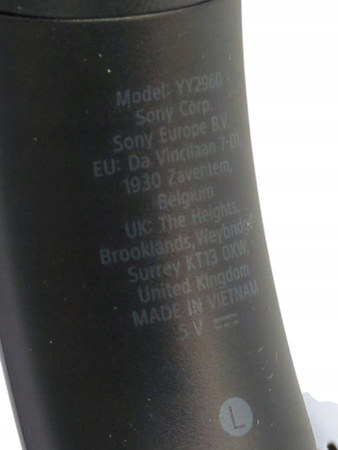 Model: YY2960
Sony Corp.
Sony Europe B.V.
EU: Da Vincilaan 7-D1,
1930 Zaventem,
Belgium
UK: The Heights,
Brooklands, Weybridge,
Surrey KT13 0XW,
United Kingdom
MADE IN VIETNAM
5 V ⎓
L